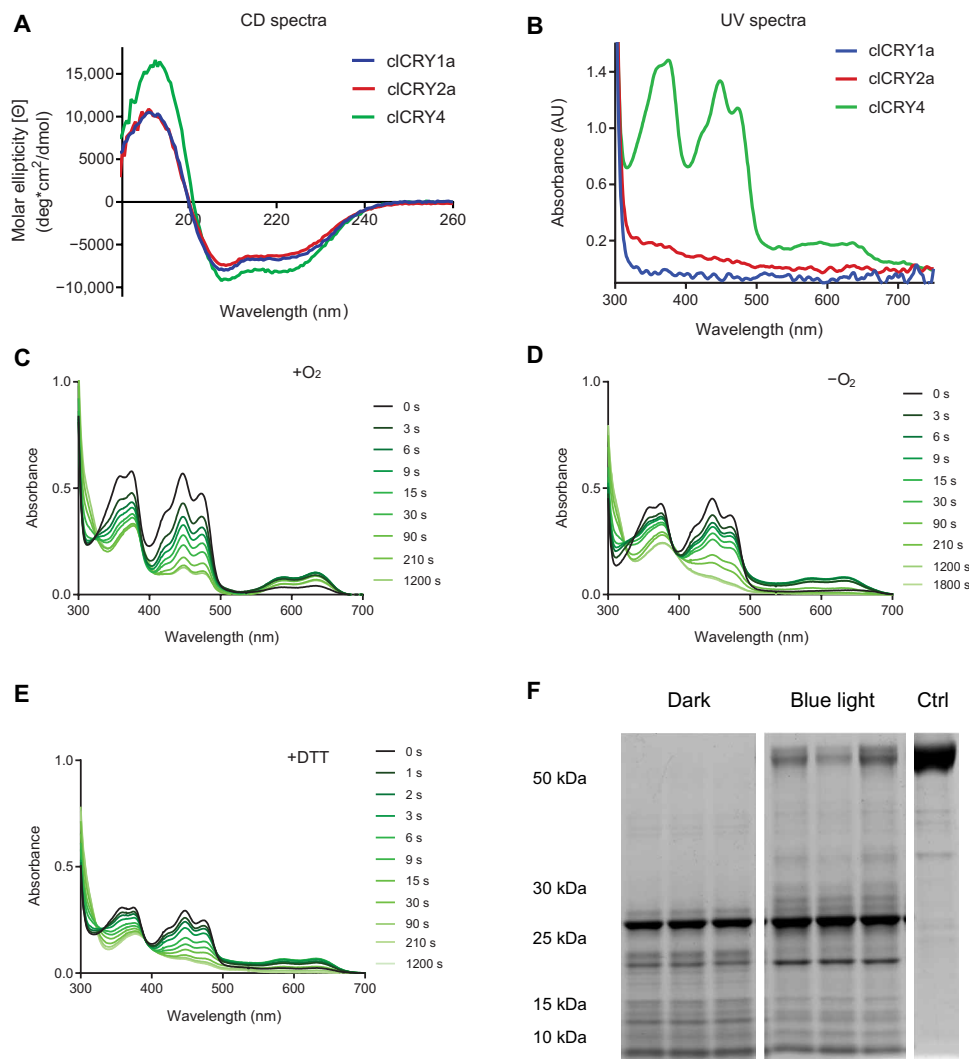 A
CD spectra
15,000
10,000
5000
0
−5000
−10,000
200
220
240
260
Molar ellipticity [Θ]
(deg*cm²/dmol)
Wavelength (nm)
clCRY1a
clCRY2a
clCRY4
B
UV spectra
1.4
1.0
0.6
0.2
300
400
500
600
700
Absorbance (AU)
Wavelength (nm)
clCRY1a
clCRY2a
clCRY4
C
+O₂
1.0
0.5
0.0
300
400
500
600
700
Absorbance
Wavelength (nm)
0 s
3 s
6 s
9 s
15 s
30 s
90 s
210 s
1200 s
D
−O₂
1.0
0.5
0.0
300
400
500
600
700
Absorbance
Wavelength (nm)
0 s
3 s
6 s
9 s
15 s
30 s
90 s
210 s
1200 s
1800 s
E
+DTT
1.0
0.5
0.0
300
400
500
600
700
Absorbance
Wavelength (nm)
0 s
1 s
2 s
3 s
6 s
9 s
15 s
30 s
90 s
210 s
1200 s
F
Dark
Blue light
Ctrl
50 kDa
30 kDa
25 kDa
15 kDa
10 kDa